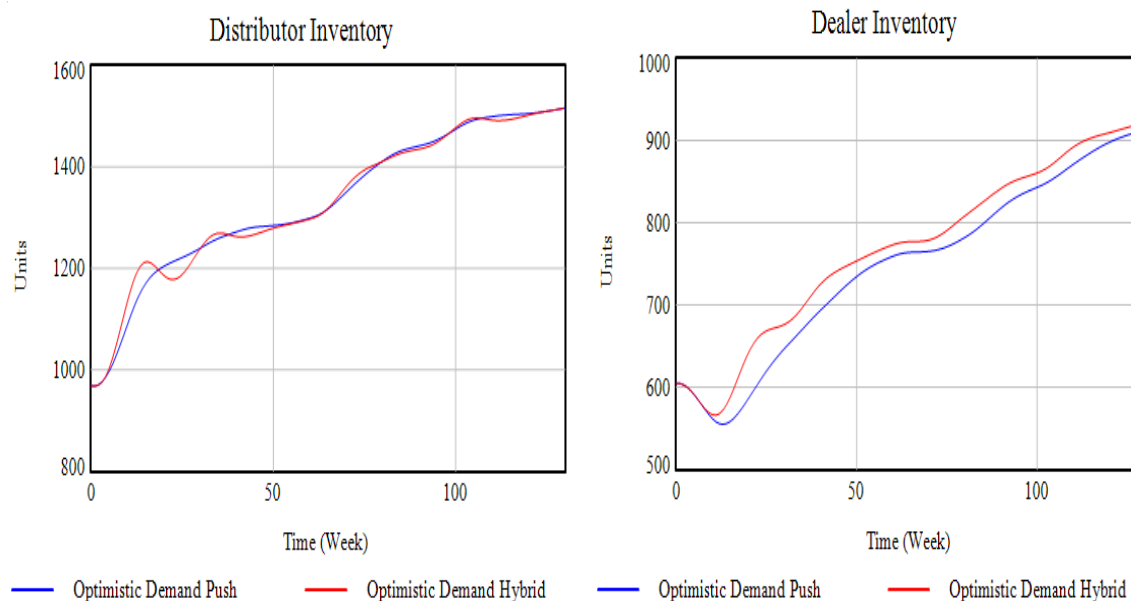 Distributor Inventory
1600
1400
1200
1000
800
Units
0
50
100
Time (Week)
Optimistic Demand Push
Optimistic Demand Hybrid
Dealer Inventory
1000
900
800
700
600
500
Units
0
50
100
Time (Week)
Optimistic Demand Push
Optimistic Demand Hybrid